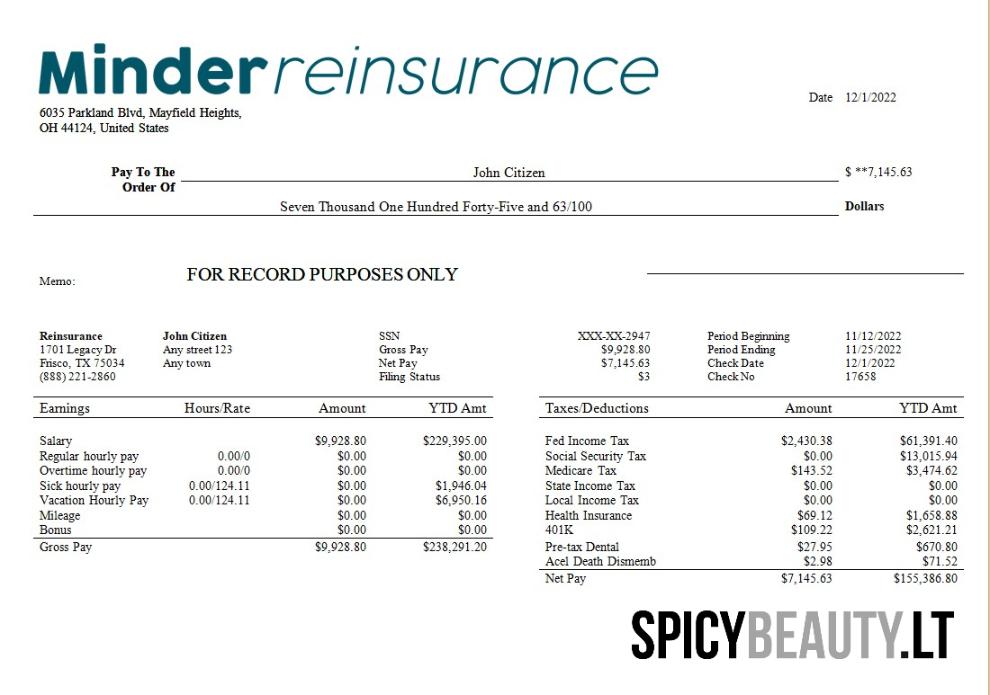 Minder reinsurance
6035 Parkland Blvd, Mayfield Heights,
OH 44124, United States
Date 12/1/2022
Pay To The John Citizen $ **7,145.63
Order Of
Seven Thousand One Hundred Forty-Five and 63/100 Dollars
Memo: FOR RECORD PURPOSES ONLY
Reinsurance John Citizen SSN XXX-XX-2947 Period Beginning 11/12/2022
1701 Legacy Dr Any street 123 Gross Pay $9,928.80 Period Ending 11/25/2022
Frisco, TX 75034 Any town Net Pay $7,145.63 Check Date 12/1/2022
(888) 221-2860 Filing Status $3 Check No 17658
Earnings Hours/Rate Amount YTD Amt Taxes/Deductions Amount YTD Amt
Salary $9,928.80 $229,395.00 Fed Income Tax $2,430.38 $61,391.40
Regular hourly pay 0.00/0 $0.00 $0.00 Social Security Tax $0.00 $13,015.94
Overtime hourly pay 0.00/0 $0.00 $0.00 Medicare Tax $143.52 $3,474.62
Sick hourly pay 0.00/124.11 $0.00 $1,946.04 State Income Tax $0.00 $0.00
Vacation Hourly Pay 0.00/124.11 $0.00 $6,950.16 Local Income Tax $0.00 $0.00
Mileage $0.00 $0.00 Health Insurance $69.12 $1,658.88
Bonus $0.00 $0.00 401K $109.22 $2,621.21
Gross Pay $9,928.80 $238,291.20 Pre-tax Dental $27.95 $670.80
Acel Death Dismemb $2.98 $71.52
Net Pay $7,145.63 $155,386.80
SPICYBEAUTY.LT